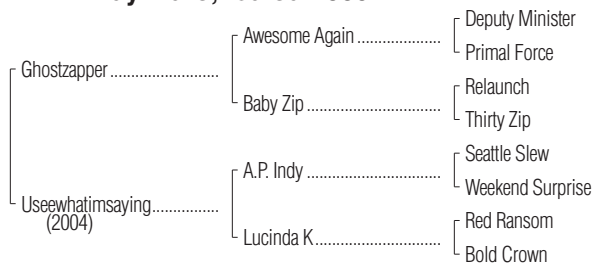 Deputy Minister
Awesome Again
Primal Force
Ghostzapper
Relaunch
Baby Zip
Thirty Zip
Seattle Slew
A.P. Indy
Weekend Surprise
Useewhatimsaying
(2004)
Red Ransom
Lucinda K
Bold Crown